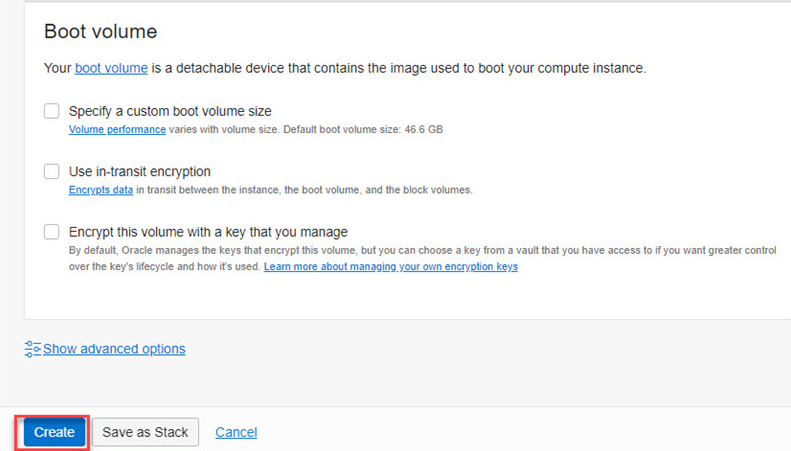 Boot volume
Your boot volume is a detachable device that contains the image used to boot your compute instance.
Specify a custom boot volume size
Volume performance varies with volume size. Default boot volume size: 46.6 GB
Use in-transit encryption
Encrypts data in transit between the instance, the boot volume, and the block volumes.
Encrypt this volume with a key that you manage
By default, Oracle manages the keys that encrypt this volume, but you can choose a key from a vault that you have access to if you want greater control
over the key's lifecycle and how it's used. Learn more about managing your own encryption keys
Show advanced options
Create Save as Stack Cancel